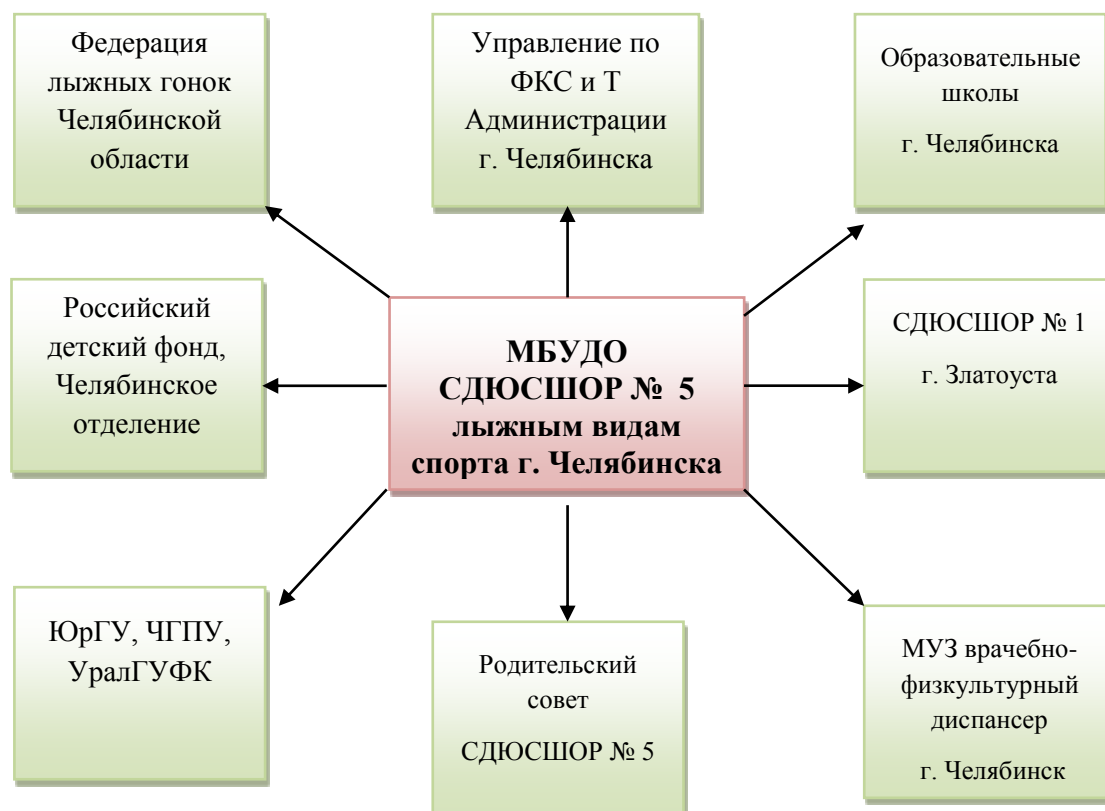 Федерация
лыжных гонок
Челябинской
области
Управление по
ФКС и Т
Администрации
г. Челябинска
Образовательные
школы
г. Челябинска
Российский
детский фонд,
Челябинское
отделение
МБУДО
СДЮСШОР № 5
лыжным видам
спорта г. Челябинска
СДЮСШОР № 1
г. Златоуста
ЮрГУ, ЧГПУ,
УралГУФК
Родительский
совет
СДЮСШОР № 5
МУЗ врачебно-
физкультурный
диспансер
г. Челябинск